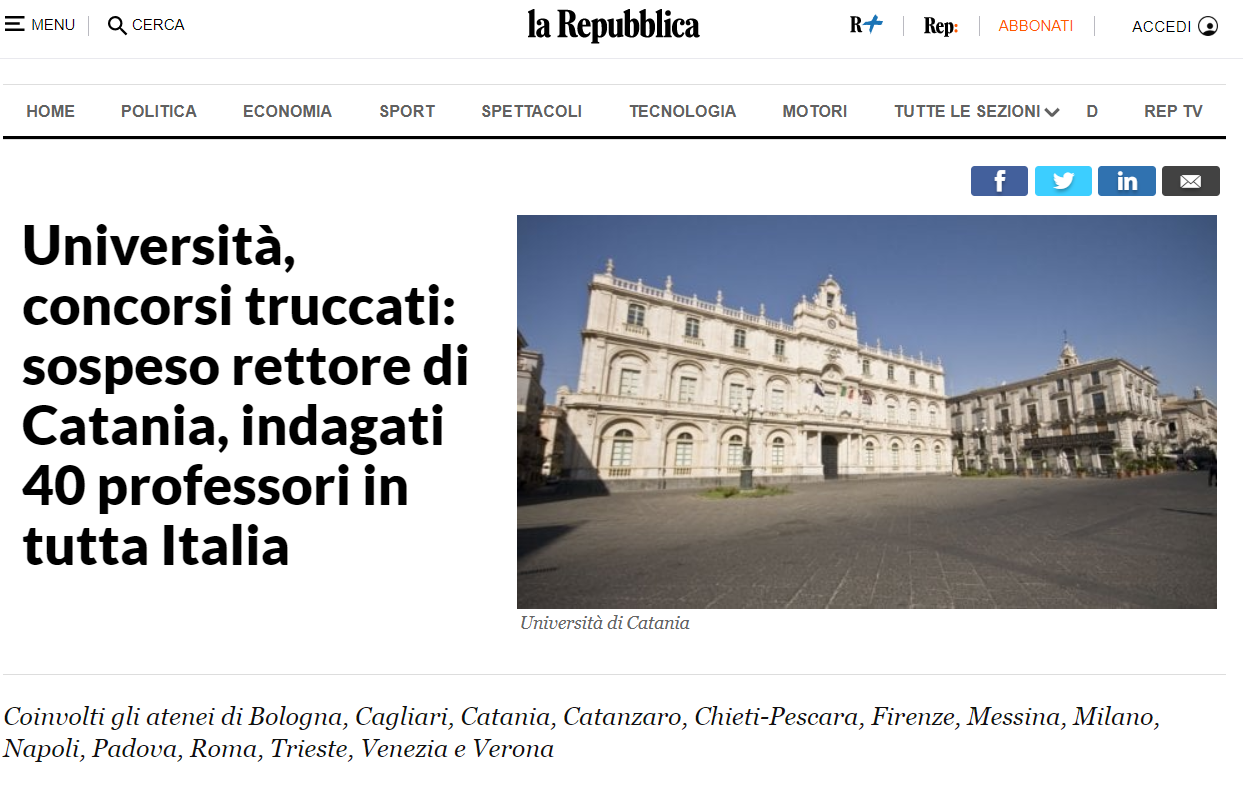 MENU
CERCA
la Repubblica
R+
Rep:
ABBONATI
ACCEDI
HOME
POLITICA
ECONOMIA
SPORT
SPETTACOLI
TECNOLOGIA
MOTORI
TUTTE LE SEZIONI
D
REP TV
f
in
Università,
concorsi truccati:
sospeso rettore di
Catania, indagati
40 professori in
tutta Italia
Università di Catania
Coinvolti gli atenei di Bologna, Cagliari, Catania, Catanzaro, Chieti-Pescara, Firenze, Messina, Milano,
Napoli, Padova, Roma, Trieste, Venezia e Verona